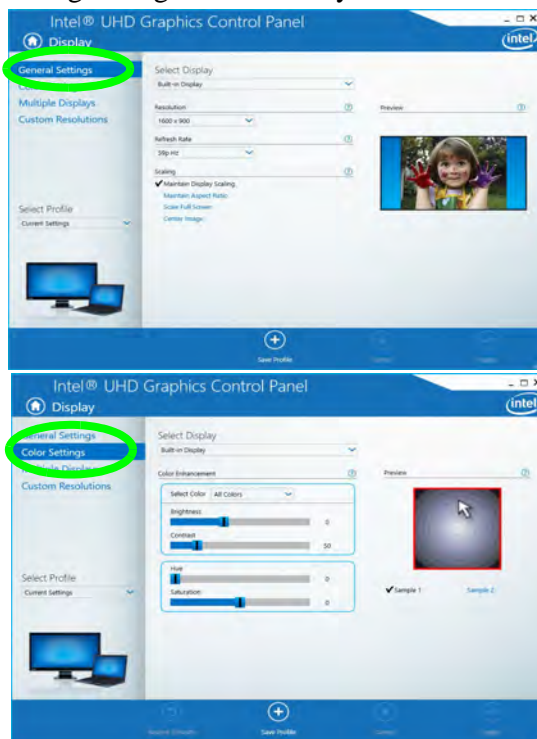 Intel® UHD Graphics Control Panel
Display
intel
General Settings
Multiple Displays
Custom Resolutions
Select Profile
Current Settings
Select Display
Built-in Display
Resolution
1600 x 900
Refresh Rate
59p Hz
Scaling
Maintain Display Scaling
Maintain Aspect Ratio
Scale Full Screen
Center Image
Preview
Save Profile
Intel® UHD Graphics Control Panel
Display
intel
General Settings
Color Settings
Multiple Displays
Custom Resolutions
Select Profile
Current Settings
Select Display
Built-in Display
Color Enhancement
Select Color All Colors
Brightness
0
Contrast
50
Hue
0
Saturation
0
Preview
Sample 1 Sample 2
Save Profile